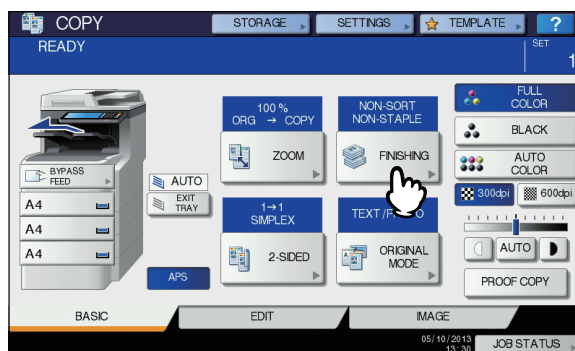 COPY
STORAGE
SETTINGS
TEMPLATE
?
READY
SET
1
100 %
ORG → COPY
ZOOM
NON-SORT
NON-STAPLE
FINISHING
FULL
COLOR
BLACK
AUTO
COLOR
300dpi
600dpi
BYPASS
FEED
A4
A4
A4
AUTO
EXIT
TRAY
APS
1→1
SIMPLEX
2-SIDED
ORIGINAL
MODE
AUTO
PROOF COPY
BASIC
EDIT
IMAGE
05/10/2013
13:30
JOB STATUS